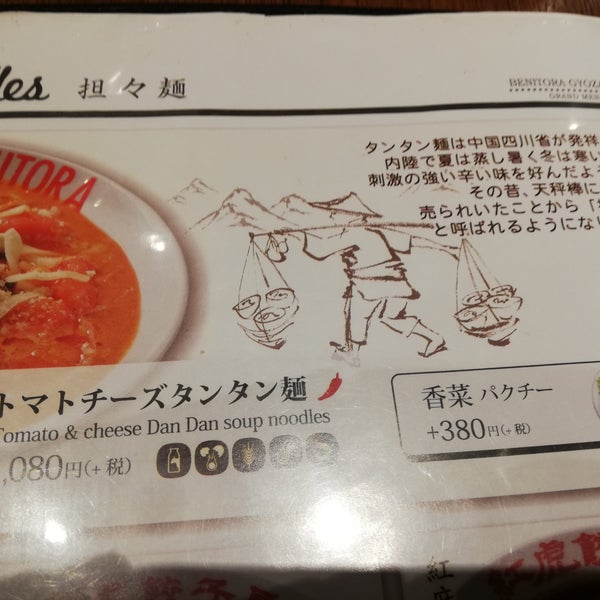 担々麺
BENITORA GYOZA
GRAND MEN
タンタン麺は中国四川省が発祥
内陸で夏は蒸し暑く冬は寒い
刺激の強い辛い味を好んだよう
その昔、天秤棒に
売られいたことから「
と呼ばれるようにな
NITORA
トマトチーズタンタン麺
Tomato & cheese Dan Dan soup noodles
,080円(+税)
香菜 パクチー
+380円(+税)